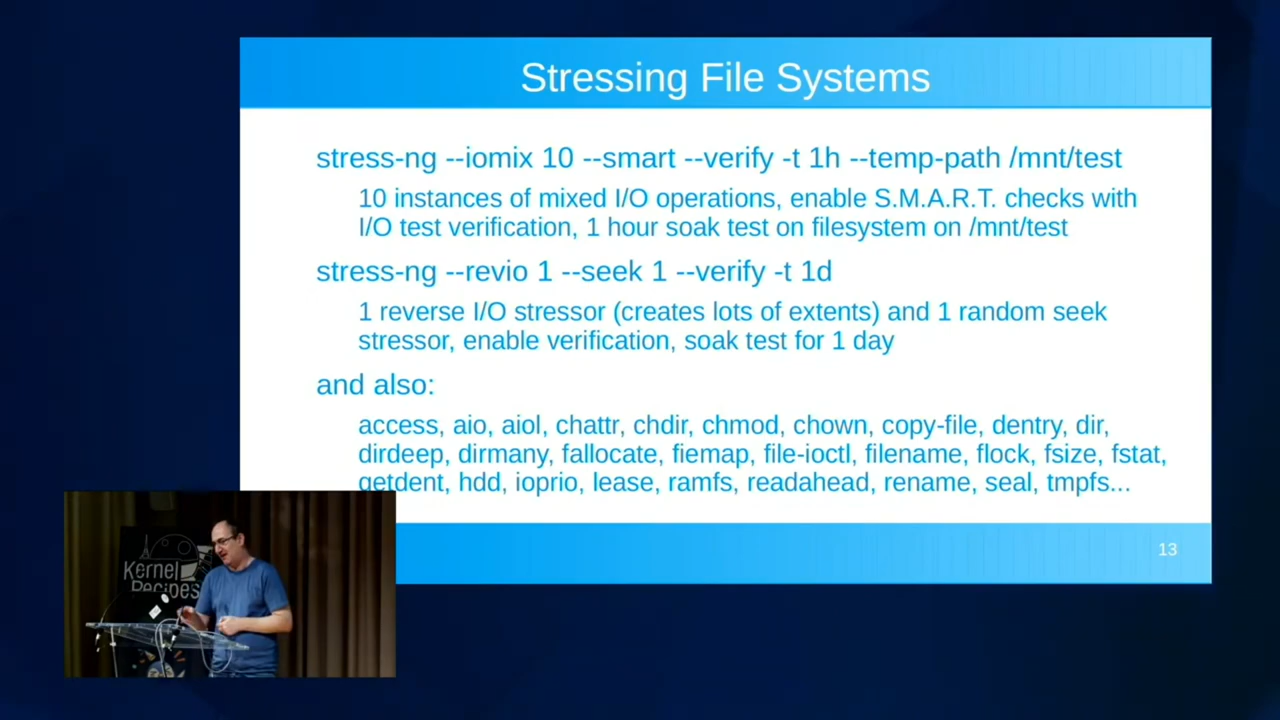 Stressing File Systems
stress-ng --iomix 10 --smart --verify -t 1h --temp-path /mnt/test
10 instances of mixed I/O operations, enable S.M.A.R.T. checks with
I/O test verification, 1 hour soak test on filesystem on /mnt/test
stress-ng --revio 1 --seek 1 --verify -t 1d
1 reverse I/O stressor (creates lots of extents) and 1 random seek
stressor, enable verification, soak test for 1 day
and also:
access, aio, aiol, chattr, chdir, chmod, chown, copy-file, dentry, dir,
dirdeep, dirmany, fallocate, fiemap, file-ioctl, filename, flock, fsize, fstat,
getdent, hdd, ioprio, lease, ramfs, readahead, rename, seal, tmpfs...
13
Kernel
Recipes